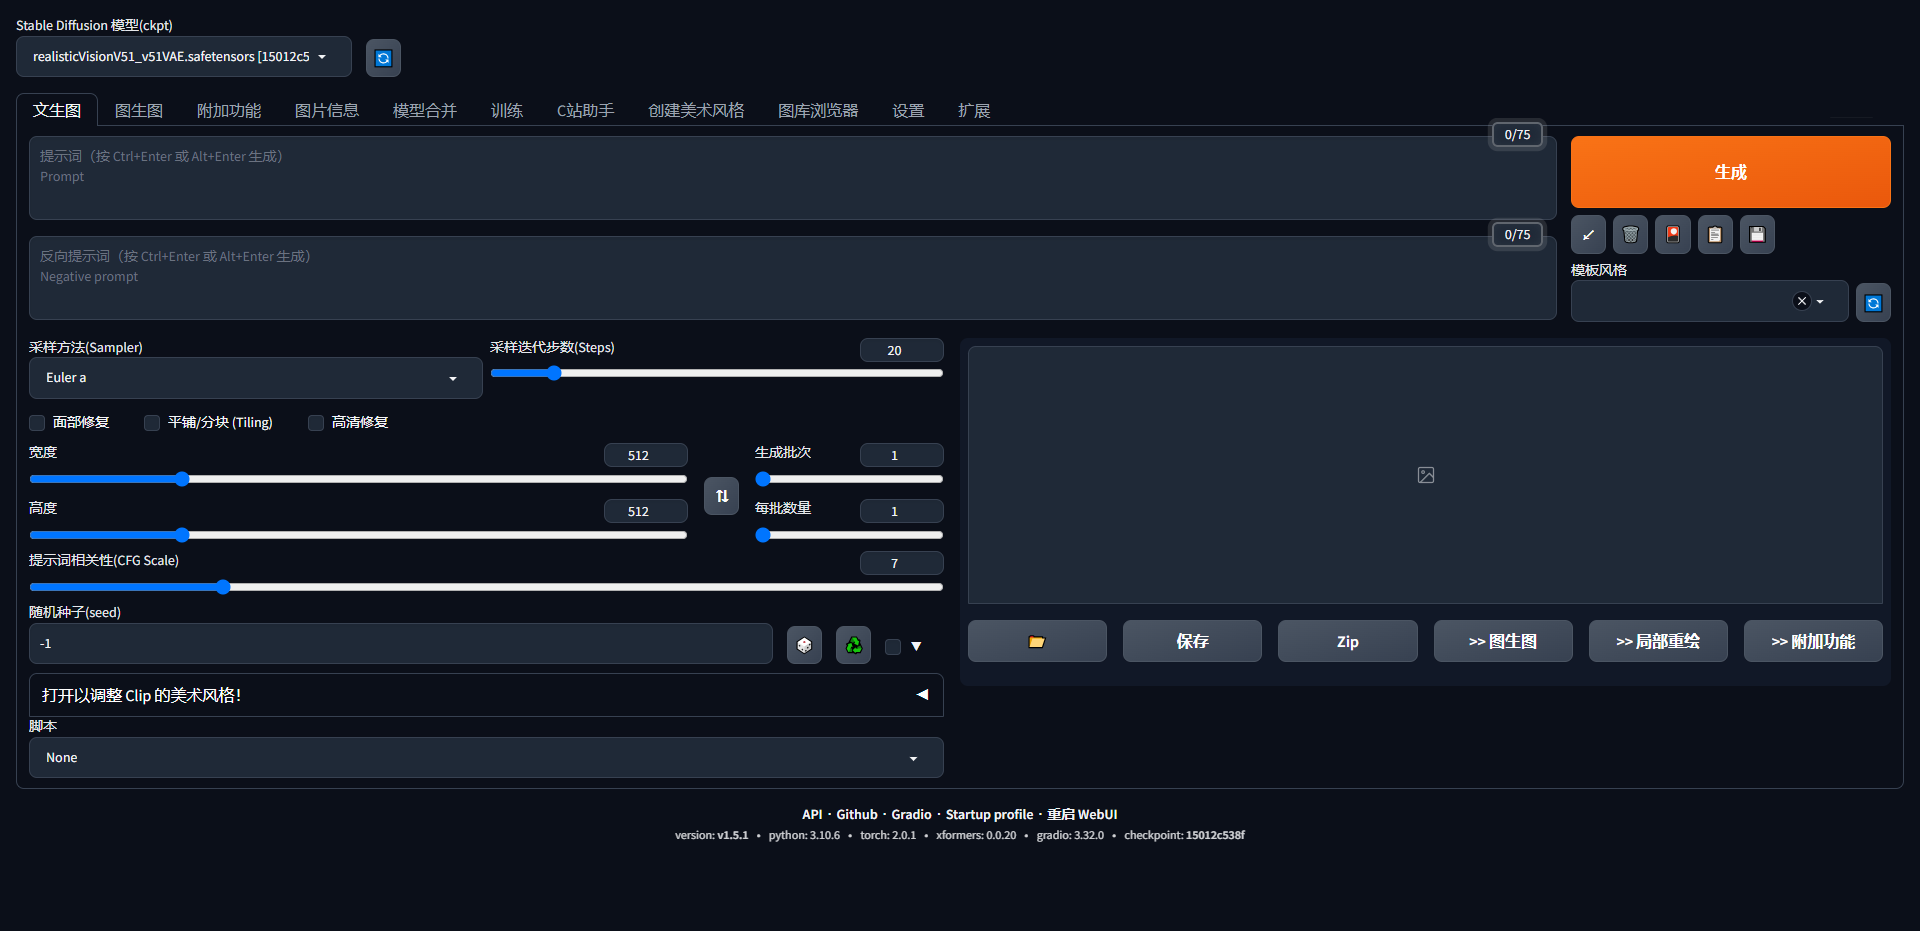 Stable Diffusion 模型(ckpt)
realisticVisionV51_v51VAE.safetensors [15012c5
文生图 图生图 附加功能 图片信息 模型合并 训练 C站助手 创建美术风格 图库浏览器 设置 扩展
0/75
提示词（按 Ctrl+Enter 或 Alt+Enter 生成）
Prompt
生成
0/75
反向提示词（按 Ctrl+Enter 或 Alt+Enter 生成）
Negative prompt
模板风格
采样方法(Sampler)
Euler a
采样迭代步数(Steps)
20
面部修复 平铺/分块 (Tiling) 高清修复
宽度
512
生成批次
1
高度
512
每批数量
1
提示词相关性(CFG Scale)
7
随机种子(seed)
-1
保存 Zip >> 图生图 >> 局部重绘 >> 附加功能
打开以调整 Clip 的美术风格!
脚本
None
API · Github · Gradio · Startup profile · 重启 WebUI
version: v1.5.1 • python: 3.10.6 • torch: 2.0.1 • xformers: 0.0.20 • gradio: 3.32.0 • checkpoint: 15012c538f